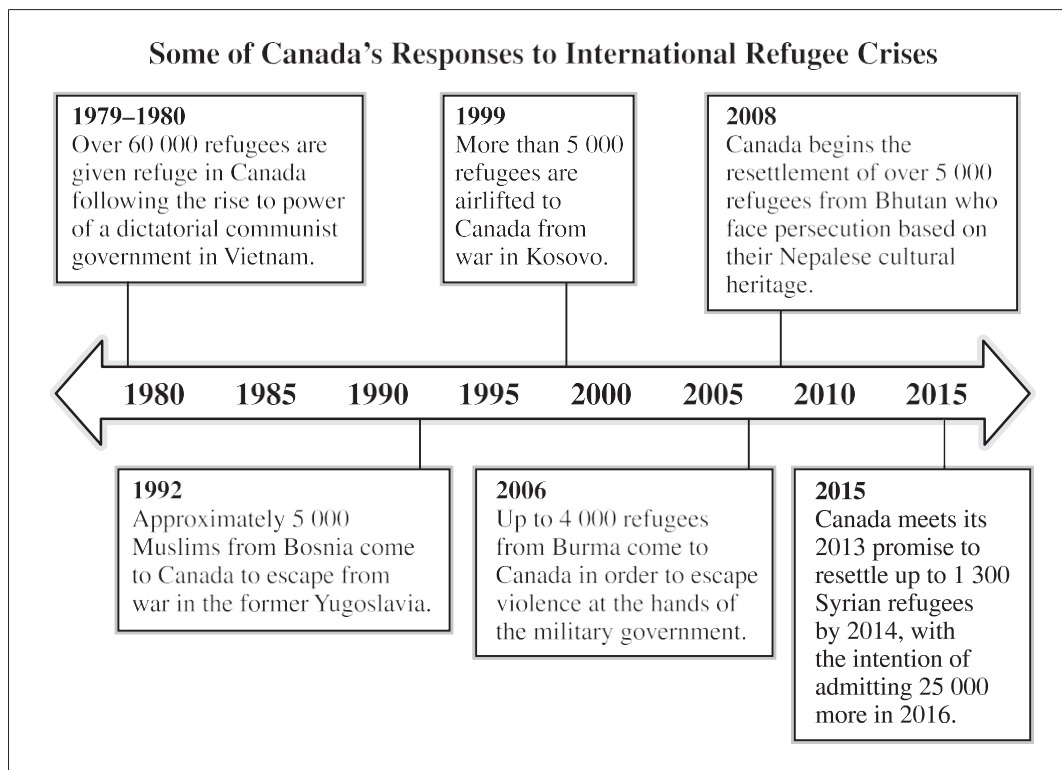 Some of Canada's Responses to International Refugee Crises
1979–1980
Over 60 000 refugees are
given refuge in Canada
following the rise to power
of a dictatorial communist
government in Vietnam.
1999
More than 5 000
refugees are
airlifted to
Canada from
war in Kosovo.
2008
Canada begins the
resettlement of over 5 000
refugees from Bhutan who
face persecution based on
their Nepalese cultural
heritage.
1980 1985 1990 1995 2000 2005 2010 2015
1992
Approximately 5 000
Muslims from Bosnia come
to Canada to escape from
war in the former Yugoslavia.
2006
Up to 4 000 refugees
from Burma come to
Canada in order to escape
violence at the hands of
the military government.
2015
Canada meets its
2013 promise to
resettle up to 1 300
Syrian refugees
by 2014, with
the intention of
admitting 25 000
more in 2016.